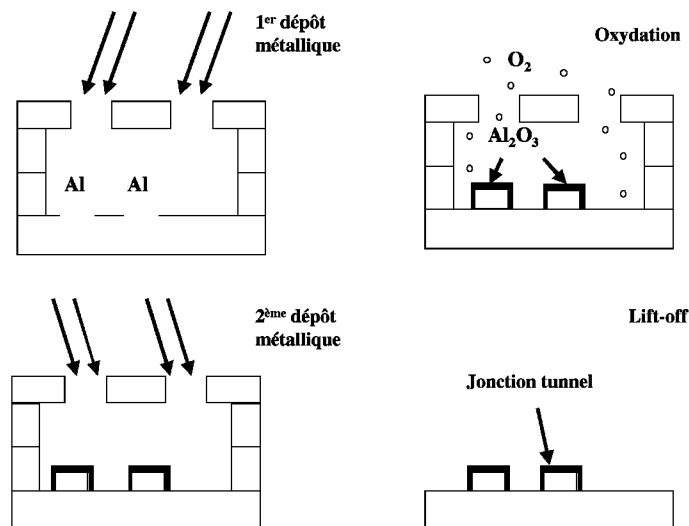 1er dépôt
métallique
Al Al
Oxydation
O2
Al2O3
2ème dépôt
métallique
Lift-off
Jonction tunnel